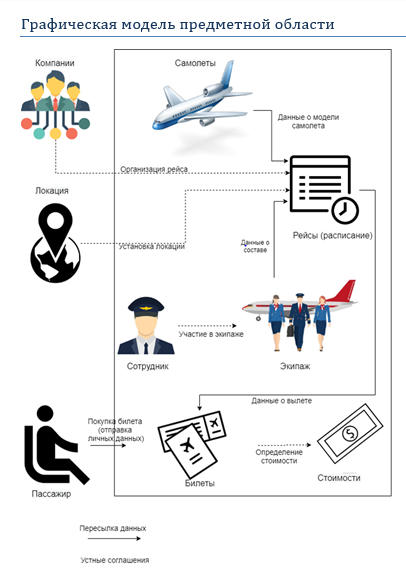 Графическая модель предметной области
Компании
Самолеты
Данные о модели
самолета
Организация рейса
Локация
Рейсы (расписание)
Установка локации
Данные о
составе
Участие в экипаже
Сотрудник
Экипаж
Данные о вылете
Покупка билета
(отправка
личных данных)
Определение
стоимости
Пассажир
Билеты
Стоимости
Пересылка данных
Устные соглашения